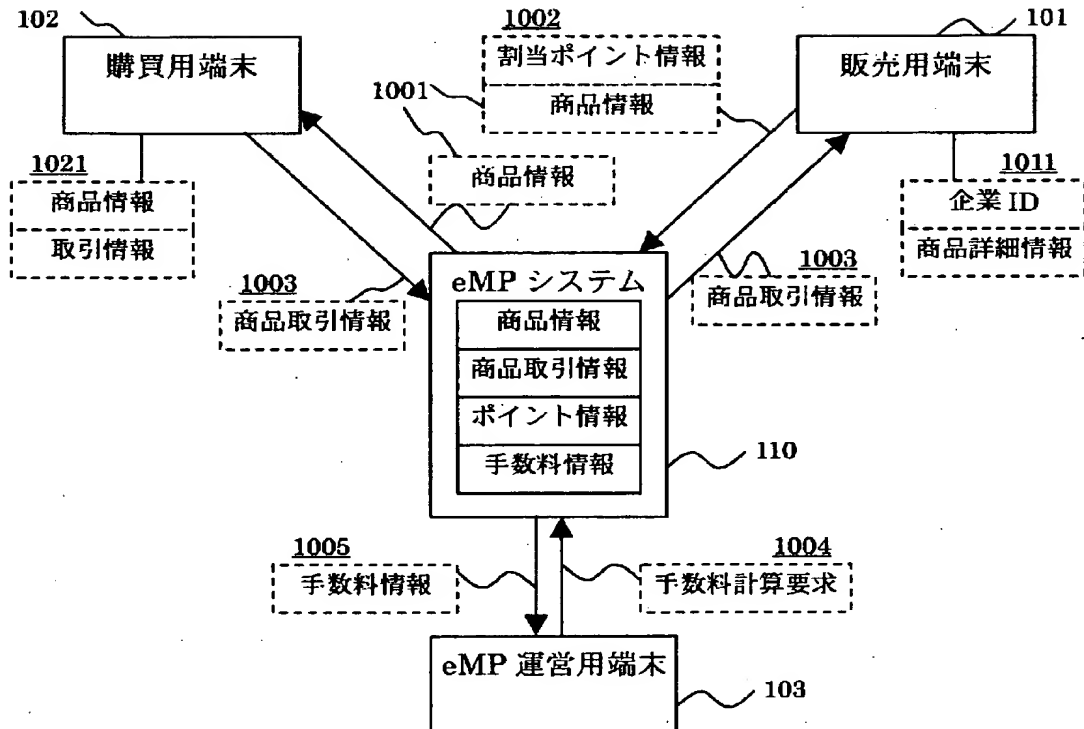 102
購買用端末
1002
割当ポイント情報
商品情報
101
販売用端末
1001
商品情報
1021
商品情報
取引情報
1011
企業 ID
商品詳細情報
1003
商品取引情報
eMP システム
商品情報
商品取引情報
ポイント情報
手数料情報
1003
商品取引情報
110
1005
手数料情報
1004
手数料計算要求
eMP 運営用端末
103